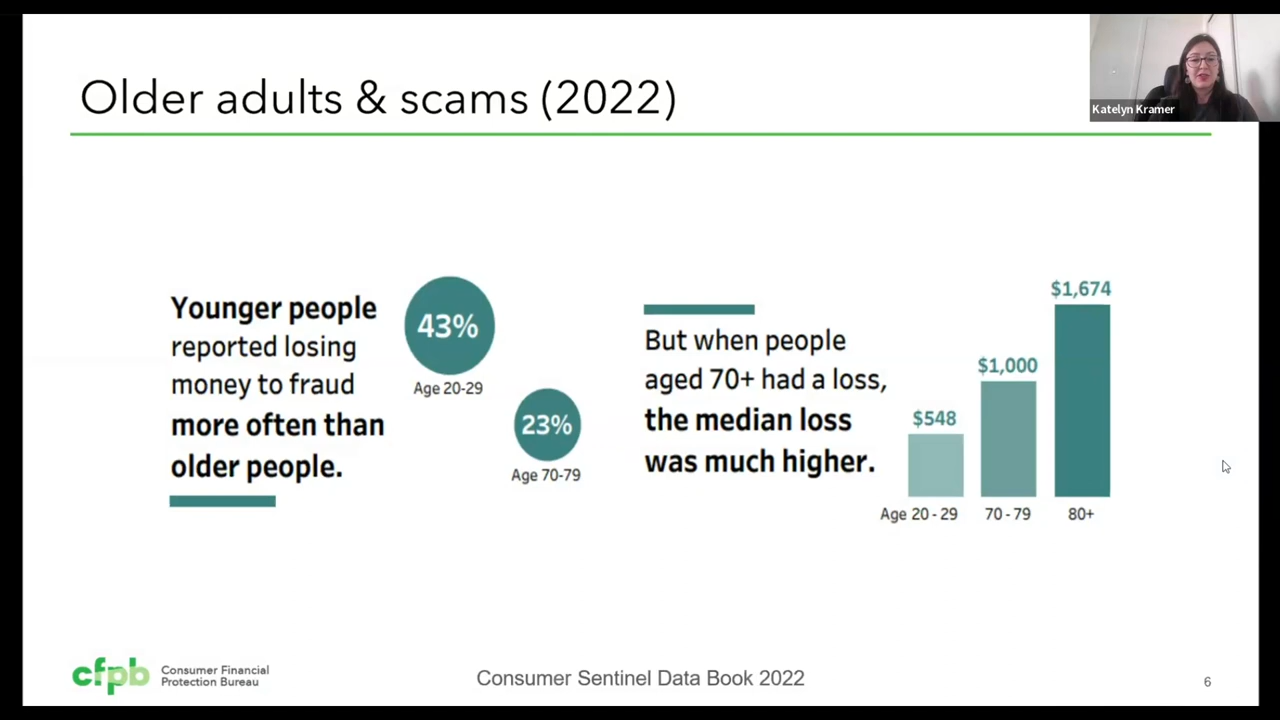 Older adults & scams (2022)
Katelyn Kramer
Younger people
reported losing
money to fraud
more often than
older people.
43%
Age 20-29
23%
Age 70-79
But when people
aged 70+ had a loss,
the median loss
was much higher.
$548
$1,000
$1,674
Age 20 - 29
70 - 79
80+
cfpb
Consumer Financial
Protection Bureau
Consumer Sentinel Data Book 2022
6